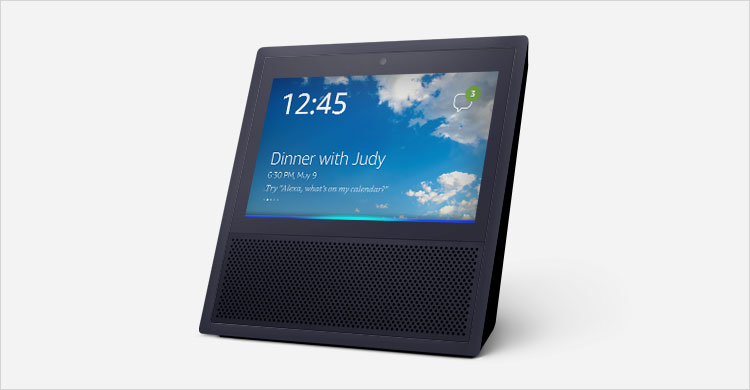 12:45
3
Dinner with Judy
6:30 PM, May 9
Try "Alexa, what's on my calendar?"